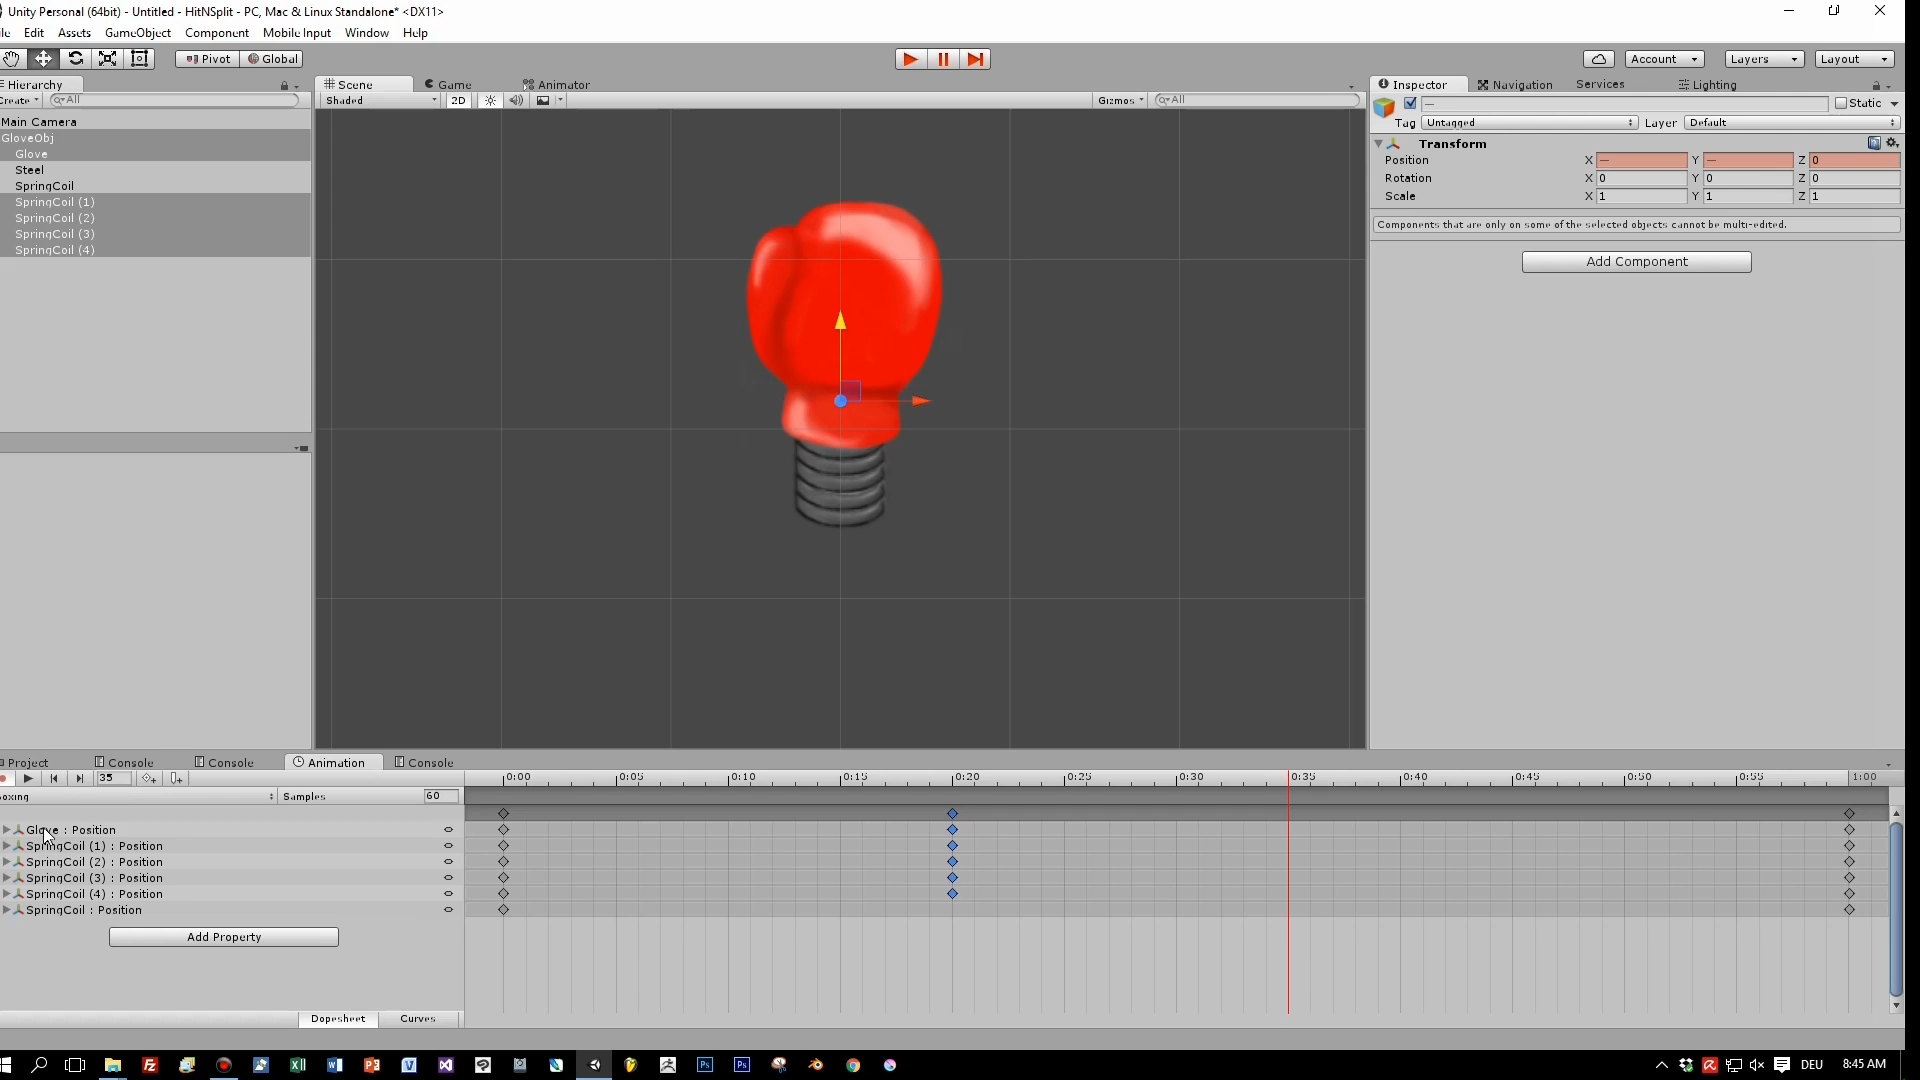 Unity Personal (64bit) - Untitled - HitNSplit - PC, Mac & Linux Standalone* <DX11>
ile Edit Assets GameObject Component Mobile Input Window Help
Pivot Global Account Layers Layout
Hierarchy Scene Game Animator Inspector Navigation Services Lighting
Create All Shaded 2D Gizmos All — Static
Main Camera Tag Untagged Layer Default
GloveObj Transform
Glove Position X — Y — Z 0
Steel Rotation X 0 Y 0 Z 0
SpringCoil Scale X 1 Y 1 Z 1
SpringCoil (1)
SpringCoil (2) Components that are only on some of the selected objects cannot be multi-edited.
SpringCoil (3)
SpringCoil (4) Add Component
Project Console Console Animation Console
35 0:00 0:05 0:10 0:15 0:20 0:25 0:30 0:35 0:40 0:45 0:50 0:55 1:00
oxing Samples 60
Glove : Position
SpringCoil (1) : Position
SpringCoil (2) : Position
SpringCoil (3) : Position
SpringCoil (4) : Position
SpringCoil : Position
Add Property
Dopesheet Curves
DEU 8:45 AM